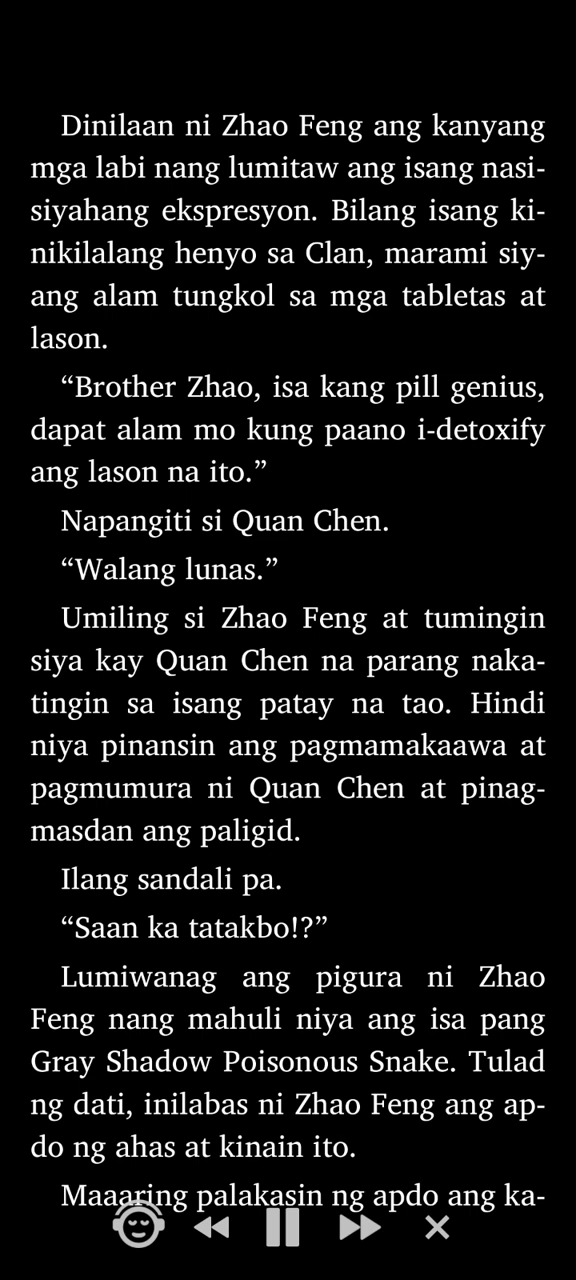 Dinilaan ni Zhao Feng ang kanyang
mga labi nang lumitaw ang isang nasi-
siyahang ekspresyon. Bilang isang ki-
nikilalang henyo sa Clan, marami siy-
ang alam tungkol sa mga tabletas at
lason.
“Brother Zhao, isa kang pill genius,
dapat alam mo kung paano i-detoxify
ang lason na ito.”
Napangiti si Quan Chen.
“Walang lunas.”
Umiling si Zhao Feng at tumingin
siya kay Quan Chen na parang naka-
tingin sa isang patay na tao. Hindi
niya pinansin ang pagmamakaawa at
pagmumura ni Quan Chen at pinag-
masdan ang paligid.
Ilang sandali pa.
“Saan ka tatakbo!?”
Lumiwanag ang pigura ni Zhao
Feng nang mahuli niya ang isa pang
Gray Shadow Poisonous Snake. Tulad
ng dati, inilabas ni Zhao Feng ang ap-
do ng ahas at kinain ito.
Maaaring palakasin ng apdo ang ka-